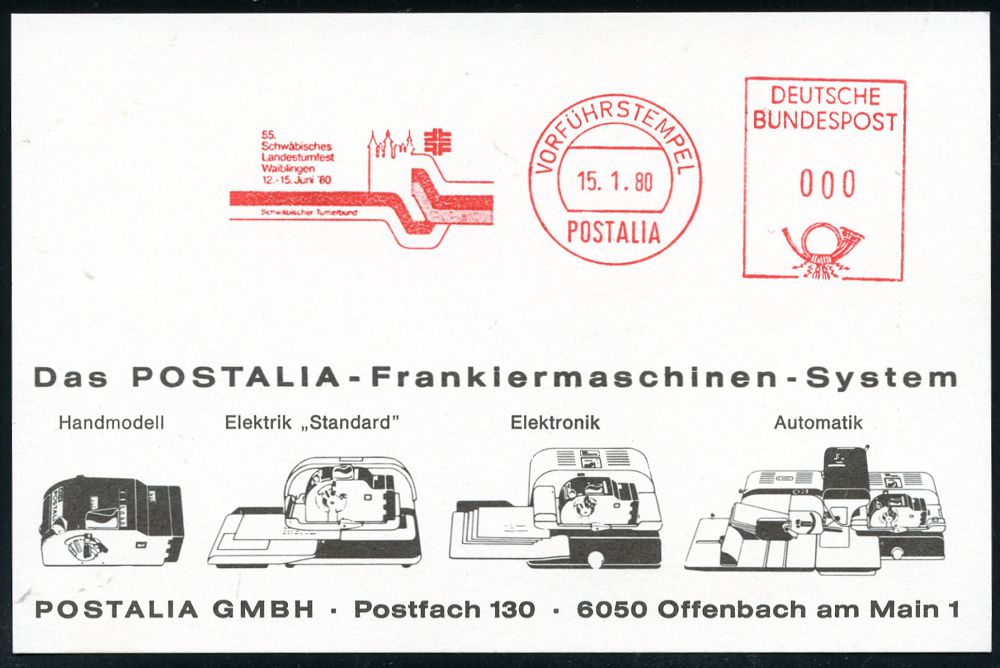 55.
Schwäbisches
Landesturnfest
Waiblingen
12.-15. Juni '80
Schwäbischer Turnerbund
VORFÜHRSTEMPEL
15. 1. 80
POSTALIA
DEUTSCHE
BUNDESPOST
000
Das POSTALIA-Frankiermaschinen-System
Handmodell
Elektrik „Standard”
Elektronik
Automatik
POSTALIA GMBH · Postfach 130 · 6050 Offenbach am Main 1